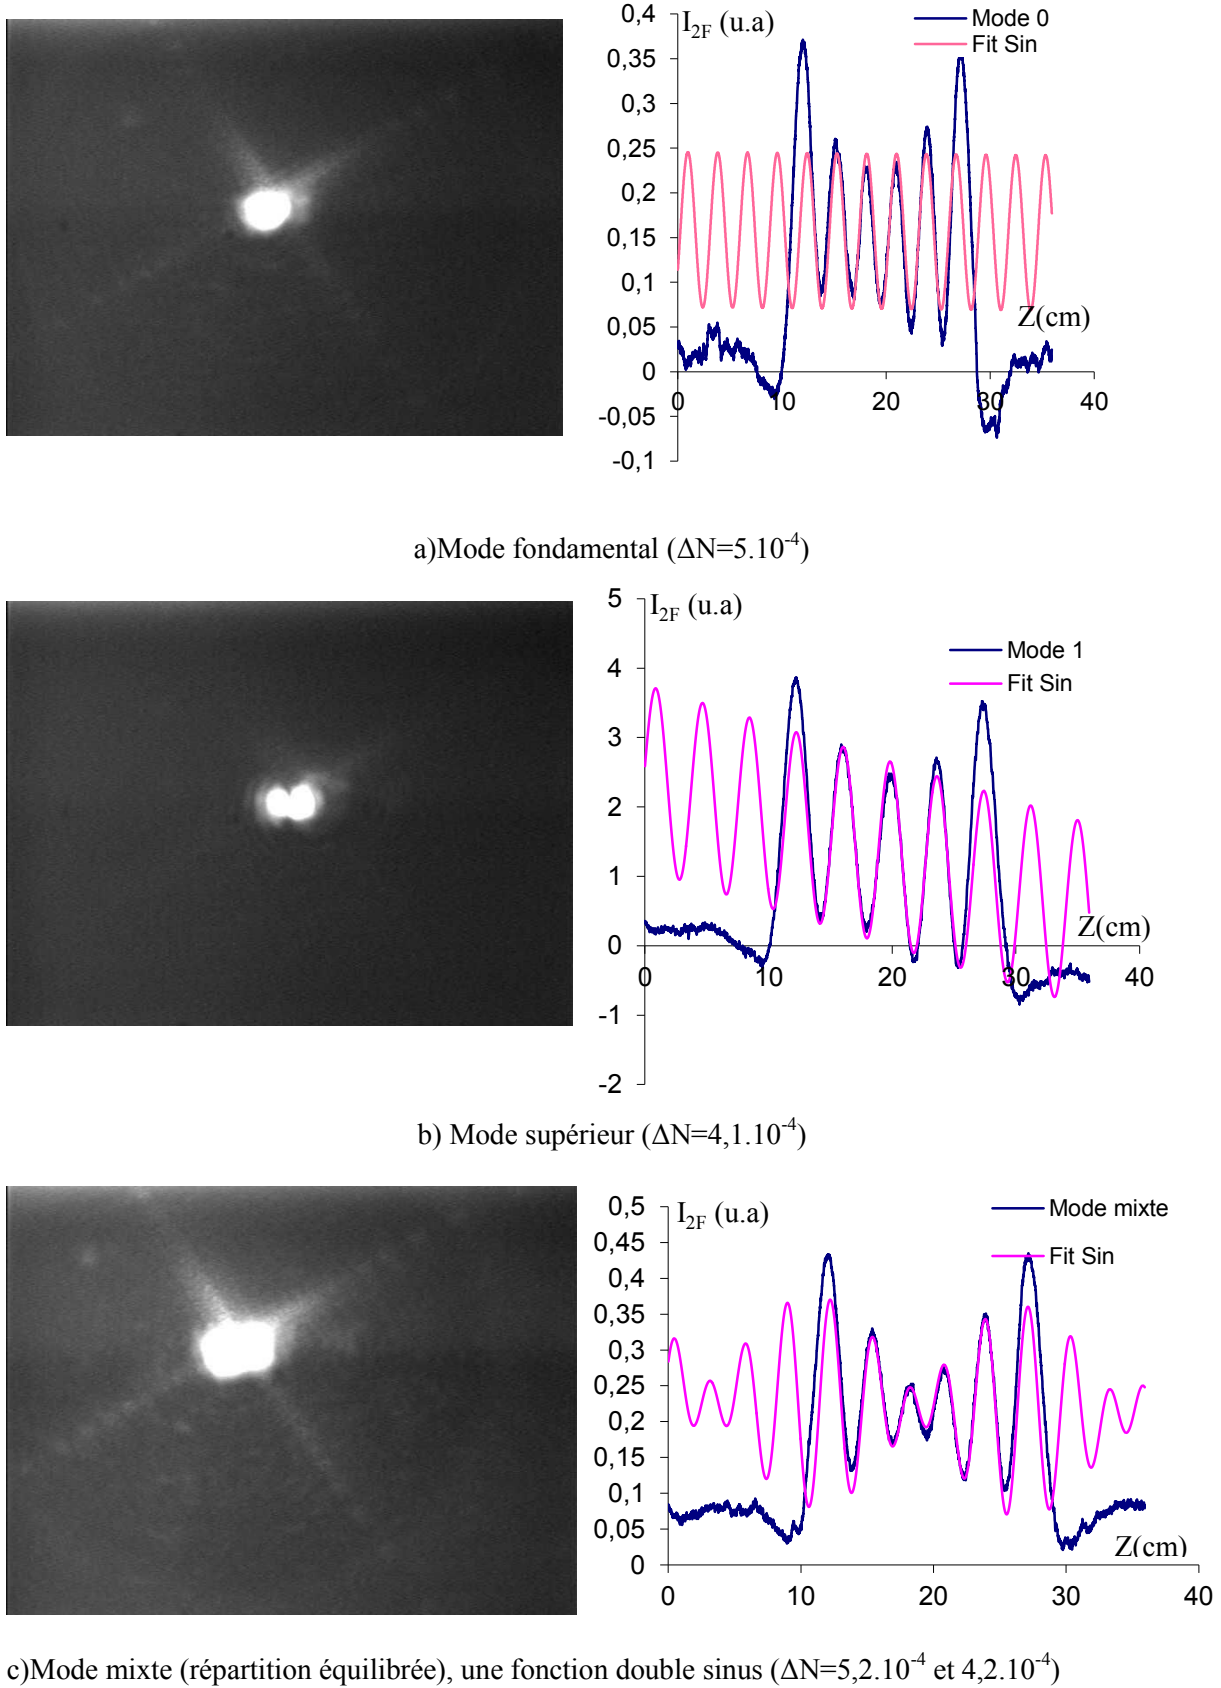 I2F (u.a)
Mode 0
Fit Sin
0,4
0,35
0,3
0,25
0,2
0,15
0,1
0,05
0
-0,05
-0,1
Z(cm)
0 10 20 30 40
a)Mode fondamental (ΔN=5.10-4)
I2F (u.a)
Mode 1
Fit Sin
5
4
3
2
1
0
-1
-2
Z(cm)
0 10 20 30 40
b) Mode supérieur (ΔN=4,1.10-4)
I2F (u.a)
Mode mixte
Fit Sin
0,5
0,45
0,4
0,35
0,3
0,25
0,2
0,15
0,1
0,05
0
Z(cm)
0 10 20 30 40
c)Mode mixte (répartition équilibrée), une fonction double sinus (ΔN=5,2.10-4 et 4,2.10-4)